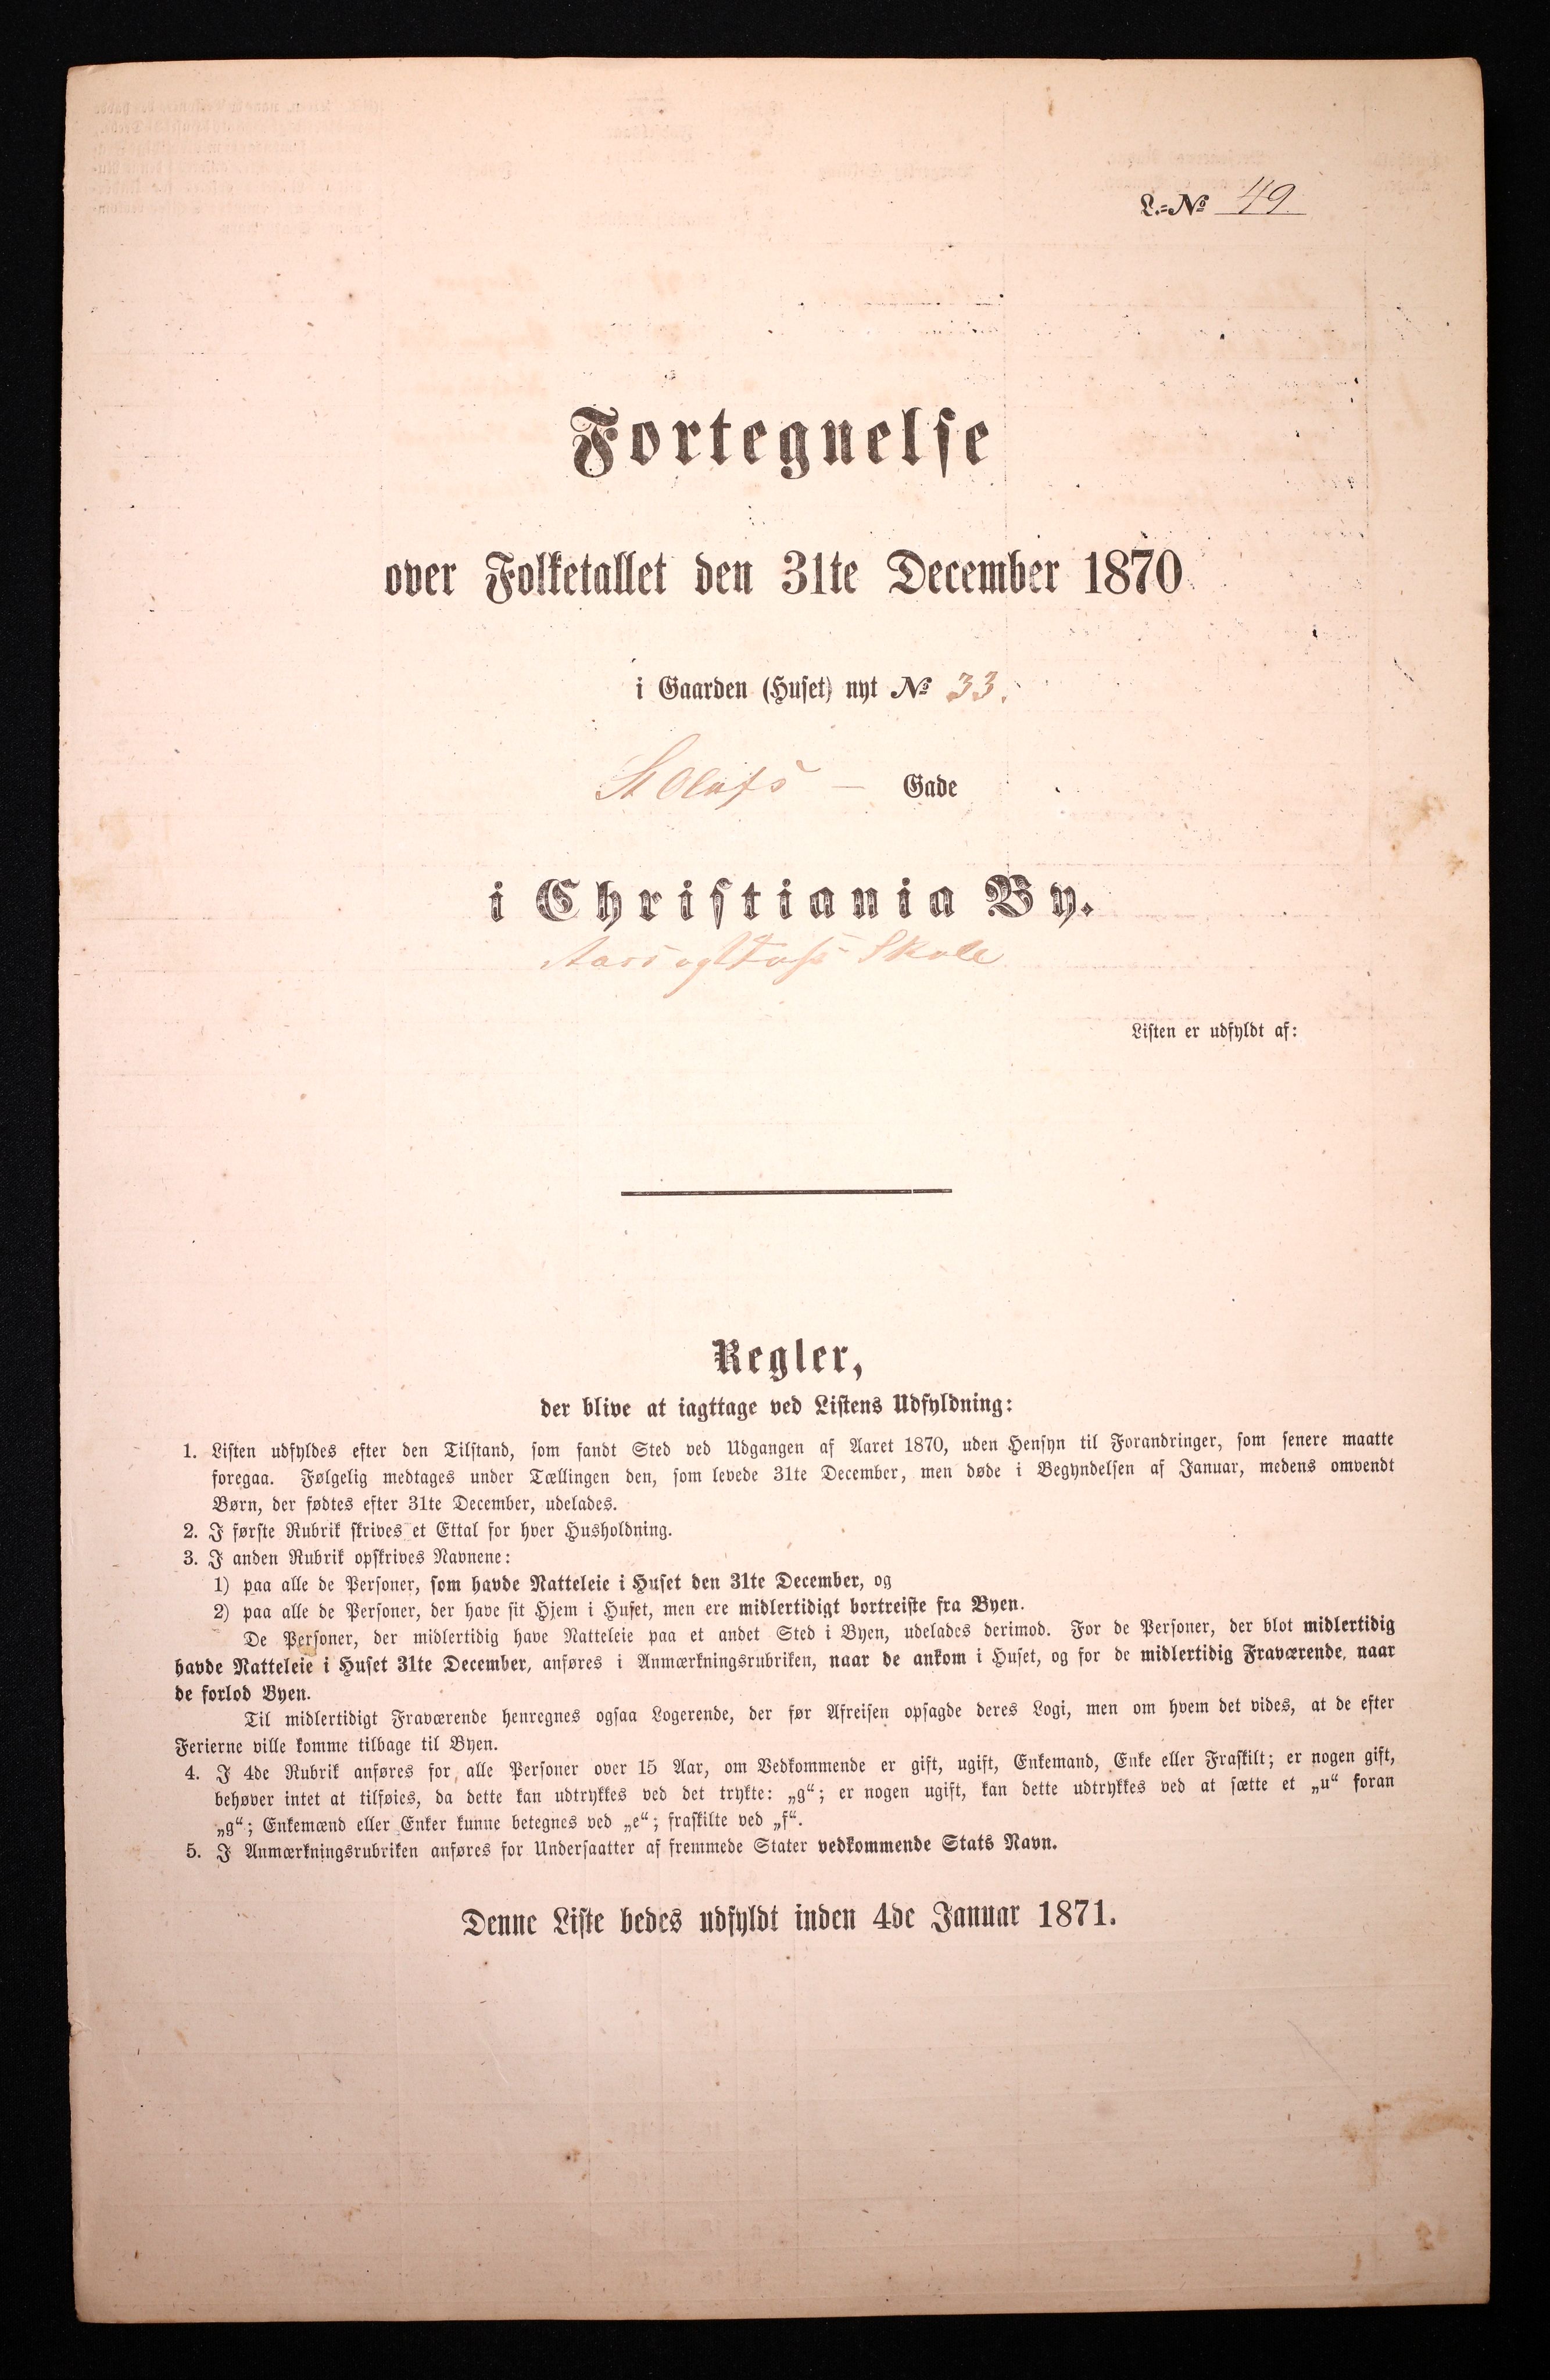 L.=№ 49
Fortegnelse
over Folketallet den 31te December 1870
i Gaarden (Huset) nyt № 33.
St Olafs — Gade
i Christiania By.
Skole
Listen er udfyldt af:
Regler,
der blive at iagttage ved Listens Udfyldning:
1. Listen udfyldes efter den Tilstand, som fandt Sted ved Udgangen af Aaret 1870, uden Hensyn til Forandringer, som senere maatte
foregaa. Følgelig medtages under Tællingen den, som levede 31te December, men døde i Begyndelsen af Januar, medens omvendt
Børn, der fødtes efter 31te December, udelades.
2. I første Rubrik skrives et Ettal for hver Husholdning.
3. I anden Rubrik opskrives Navnene:
1) paa alle de Personer, som havde Natteleie i Huset den 31te December, og
2) paa alle de Personer, der have sit Hjem i Huset, men ere midlertidigt bortreiste fra Byen.
De Personer, der midlertidig have Natteleie paa et andet Sted i Byen, udelades derimod. For de Personer, der blot midlertidig
havde Natteleie i Huset 31te December, anføres i Anmærkningsrubriken, naar de ankom i Huset, og for de midlertidig Fraværende, naar
de forlod Byen.
Til midlertidigt Fraværende henregnes ogsaa Logerende, der før Afreisen opsagde deres Logi, men om hvem det vides, at de efter
Ferierne ville komme tilbage til Byen.
4. I 4de Rubrik anføres for alle Personer over 15 Aar, om Vedkommende er gift, ugift, Enkemand, Enke eller Fraskilt; er nogen gift,
behøver intet at tilføies, da dette kan udtrykkes ved det trykte: „g“; er nogen ugift, kan dette udtrykkes ved at sætte et „u“ foran
„g“; Enkemænd eller Enker kunne betegnes ved „e“; fraskilte ved „f“.
5. I Anmærkningsrubriken anføres for Undersaatter af fremmede Stater vedkommende Stats Navn.
Denne Liste bedes udfyldt inden 4de Januar 1871.